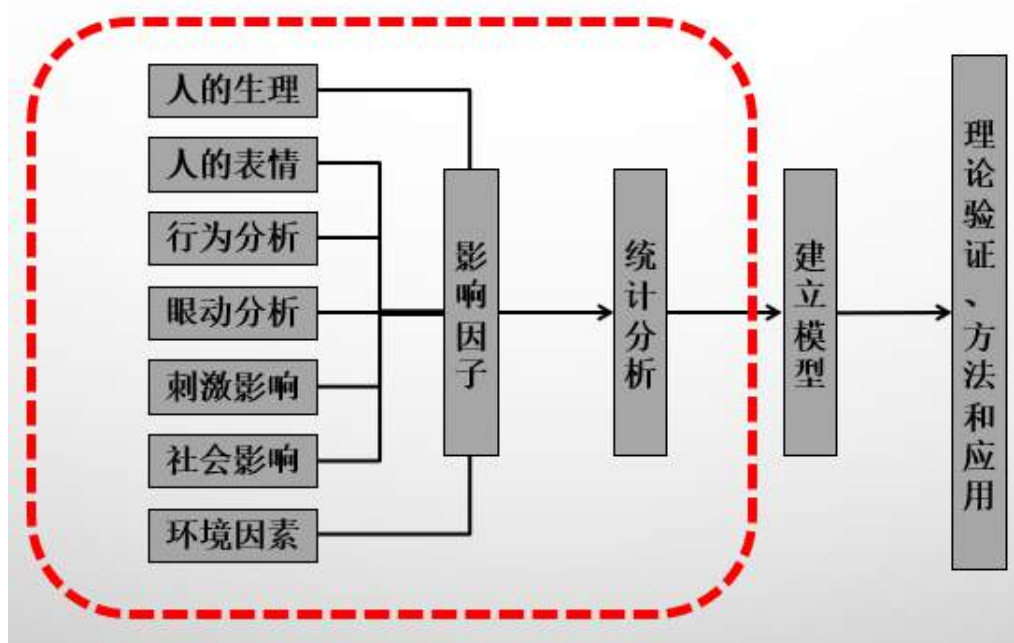 人的生理
人的表情
行为分析
眼动分析
刺激影响
社会影响
环境因素
影响因子
统计分析
建立模型
理论验证、方法和应用